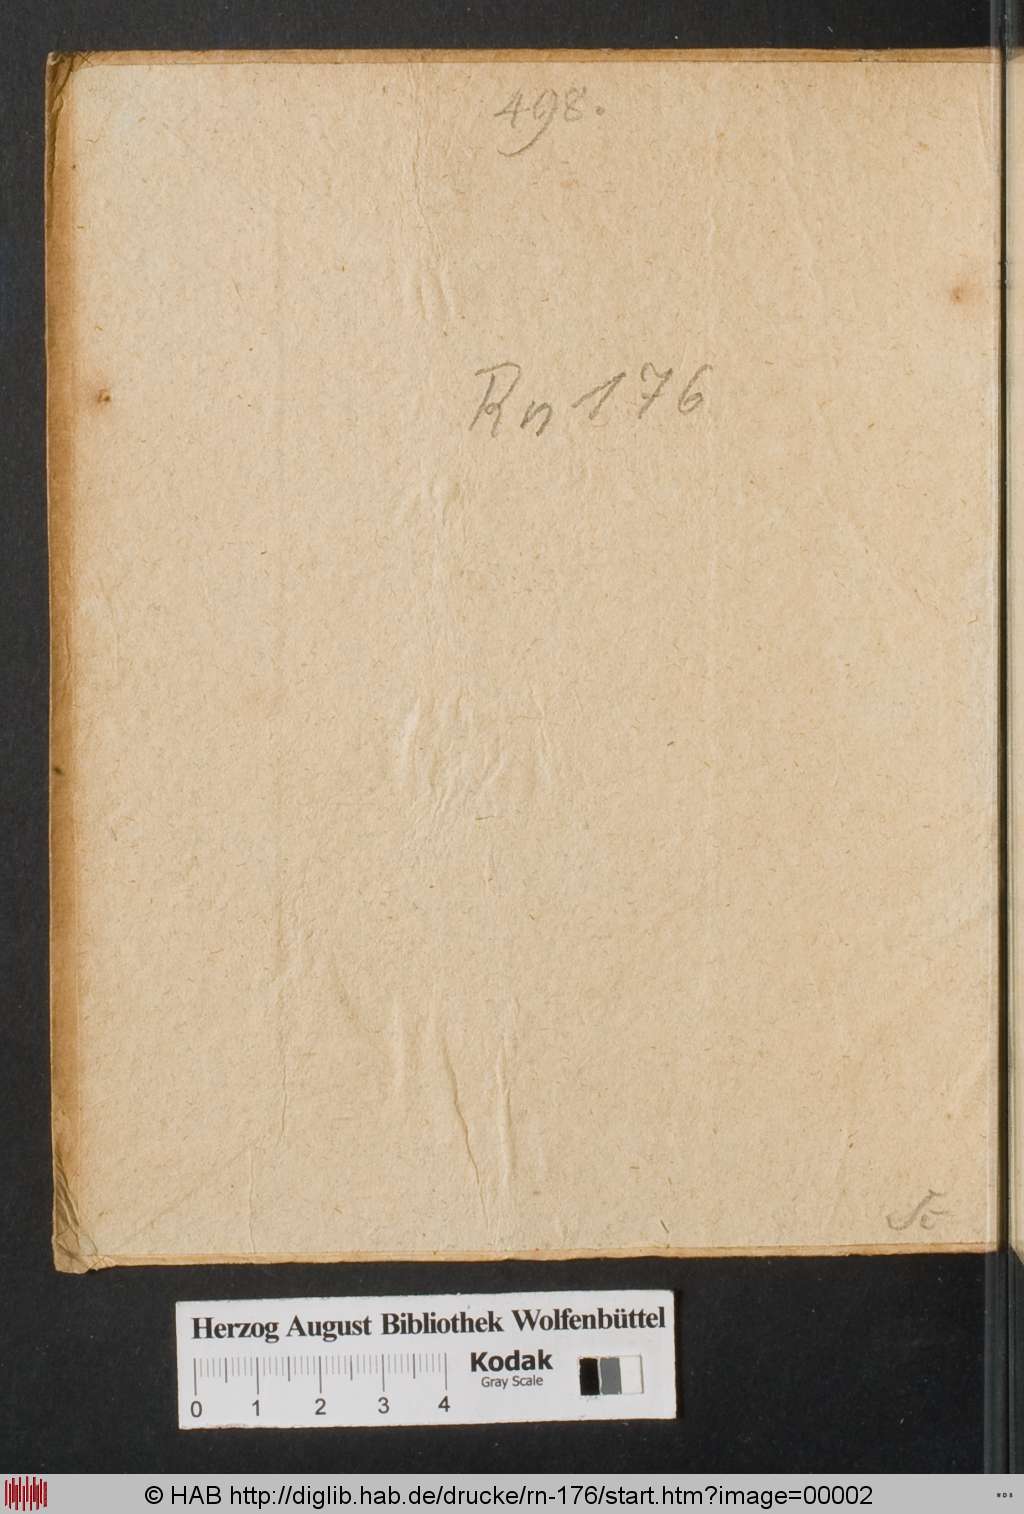 498.
Rn 176
Herzog August Bibliothek Wolfenbüttel
Kodak
Gray Scale
0 1 2 3 4
© HAB http://diglib.hab.de/drucke/rn-176/start.htm?image=00002